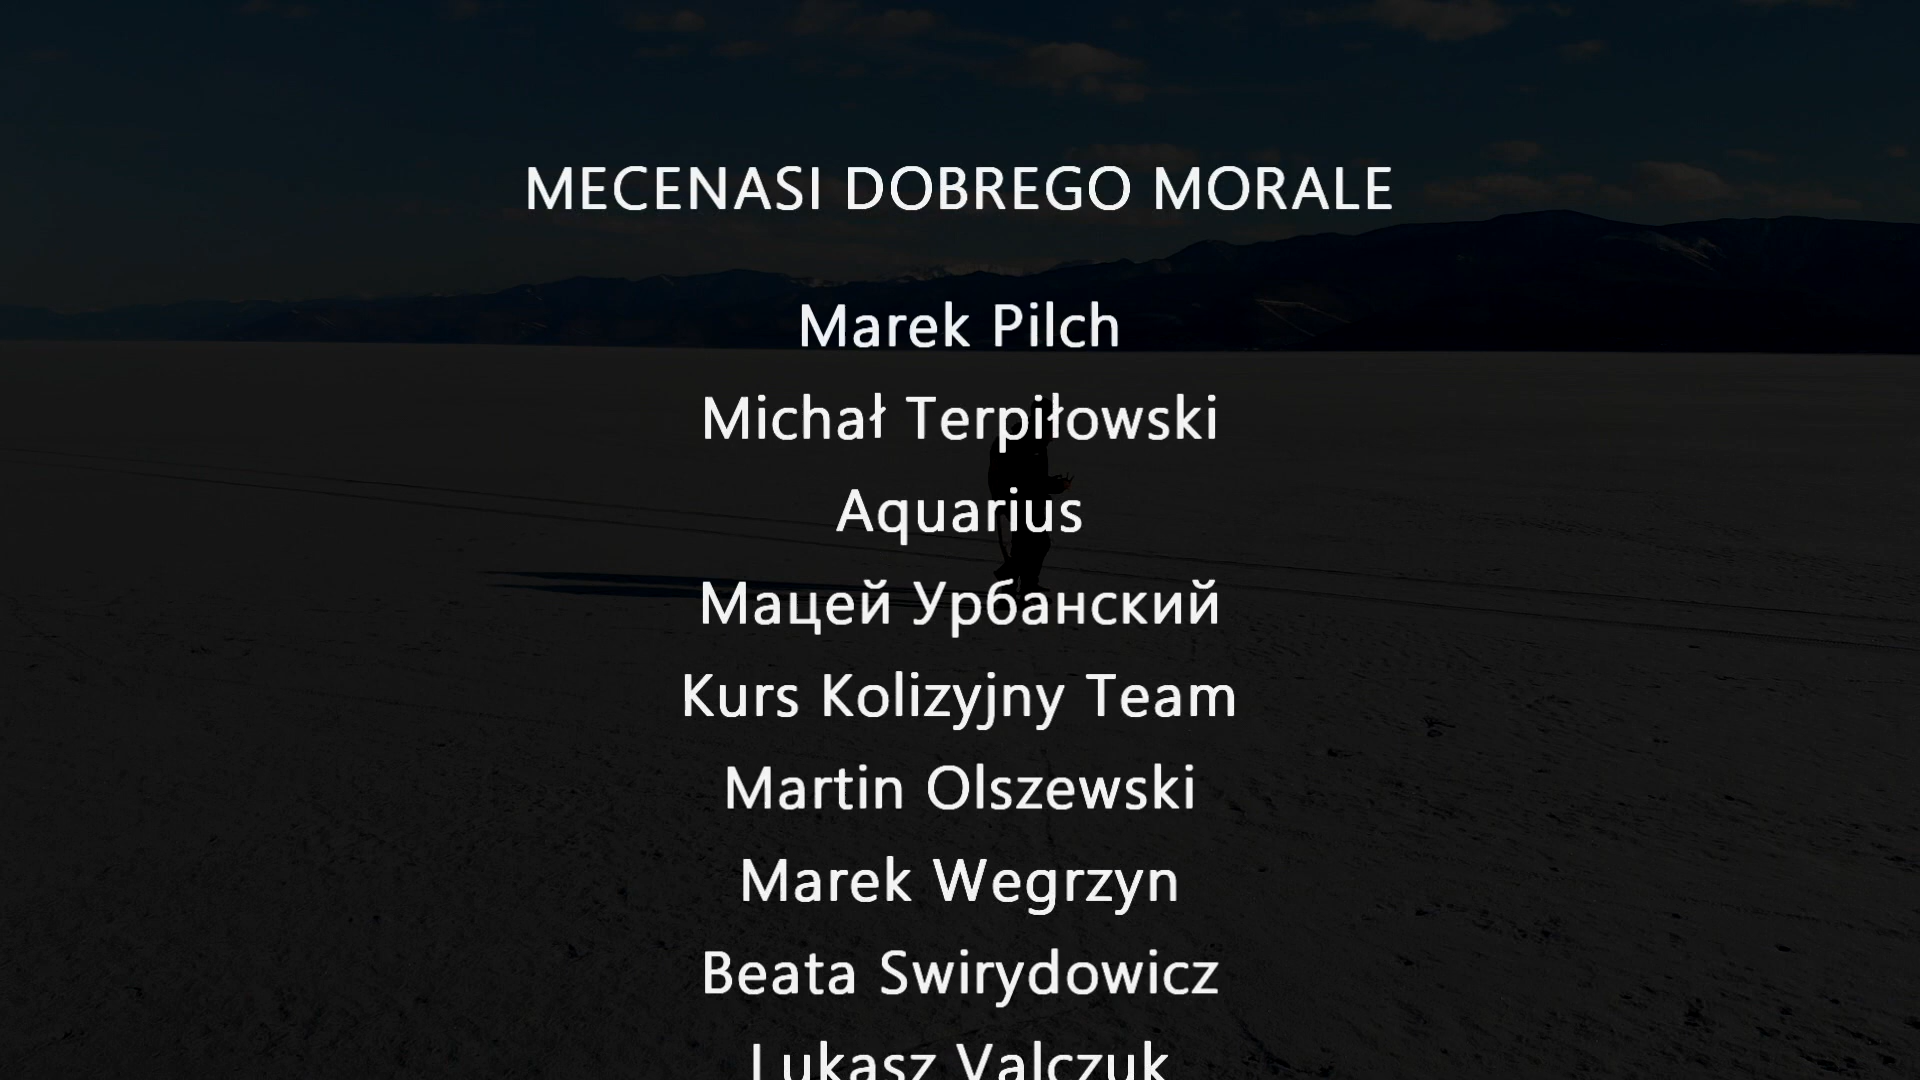 MECENASI DOBREGO MORALE
Marek Pilch
Michał Terpiłowski
Aquarius
Мацей Урбанский
Kurs Kolizyjny Team
Martin Olszewski
Marek Wegrzyn
Beata Swirydowicz
Lukasz Valczuk